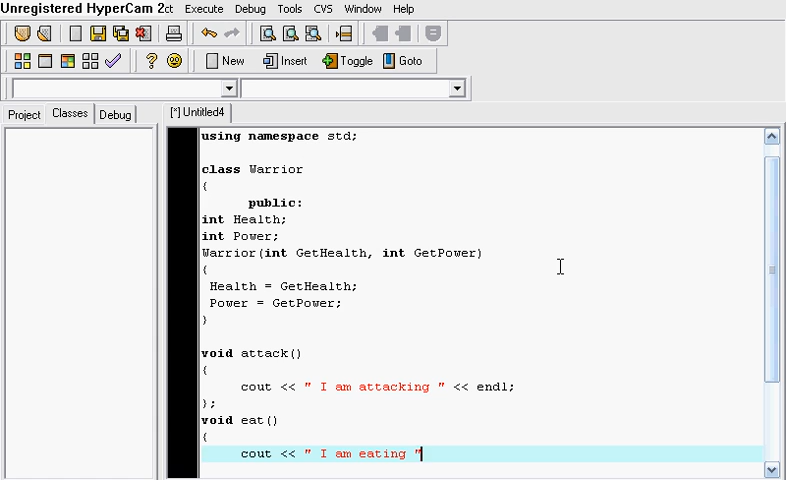 Unregistered HyperCam 2ct Execute Debug Tools CVS Window Help
New Insert Toggle Goto
Project Classes Debug [*] Untitled4
using namespace std;
class Warrior
{
public:
int Health;
int Power;
Warrior(int GetHealth, int GetPower)
{
Health = GetHealth;
Power = GetPower;
}
void attack()
{
cout << " I am attacking " << endl;
};
void eat()
{
cout << " I am eating "